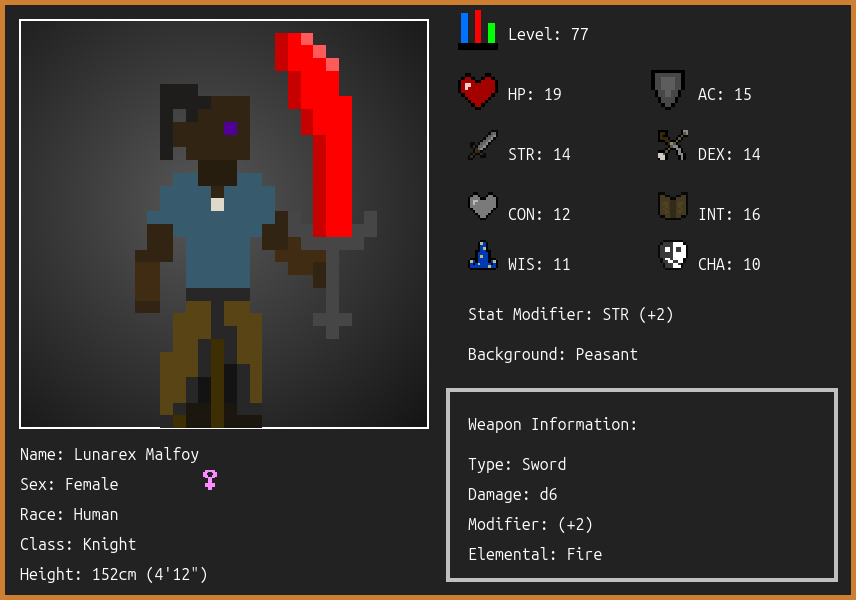 Level: 77
HP: 19
AC: 15
STR: 14
DEX: 14
CON: 12
INT: 16
WIS: 11
CHA: 10
Stat Modifier: STR (+2)
Background: Peasant
Weapon Information:
Type: Sword
Damage: d6
Modifier: (+2)
Elemental: Fire
Name: Lunarex Malfoy
Sex: Female
Race: Human
Class: Knight
Height: 152cm (4'12")